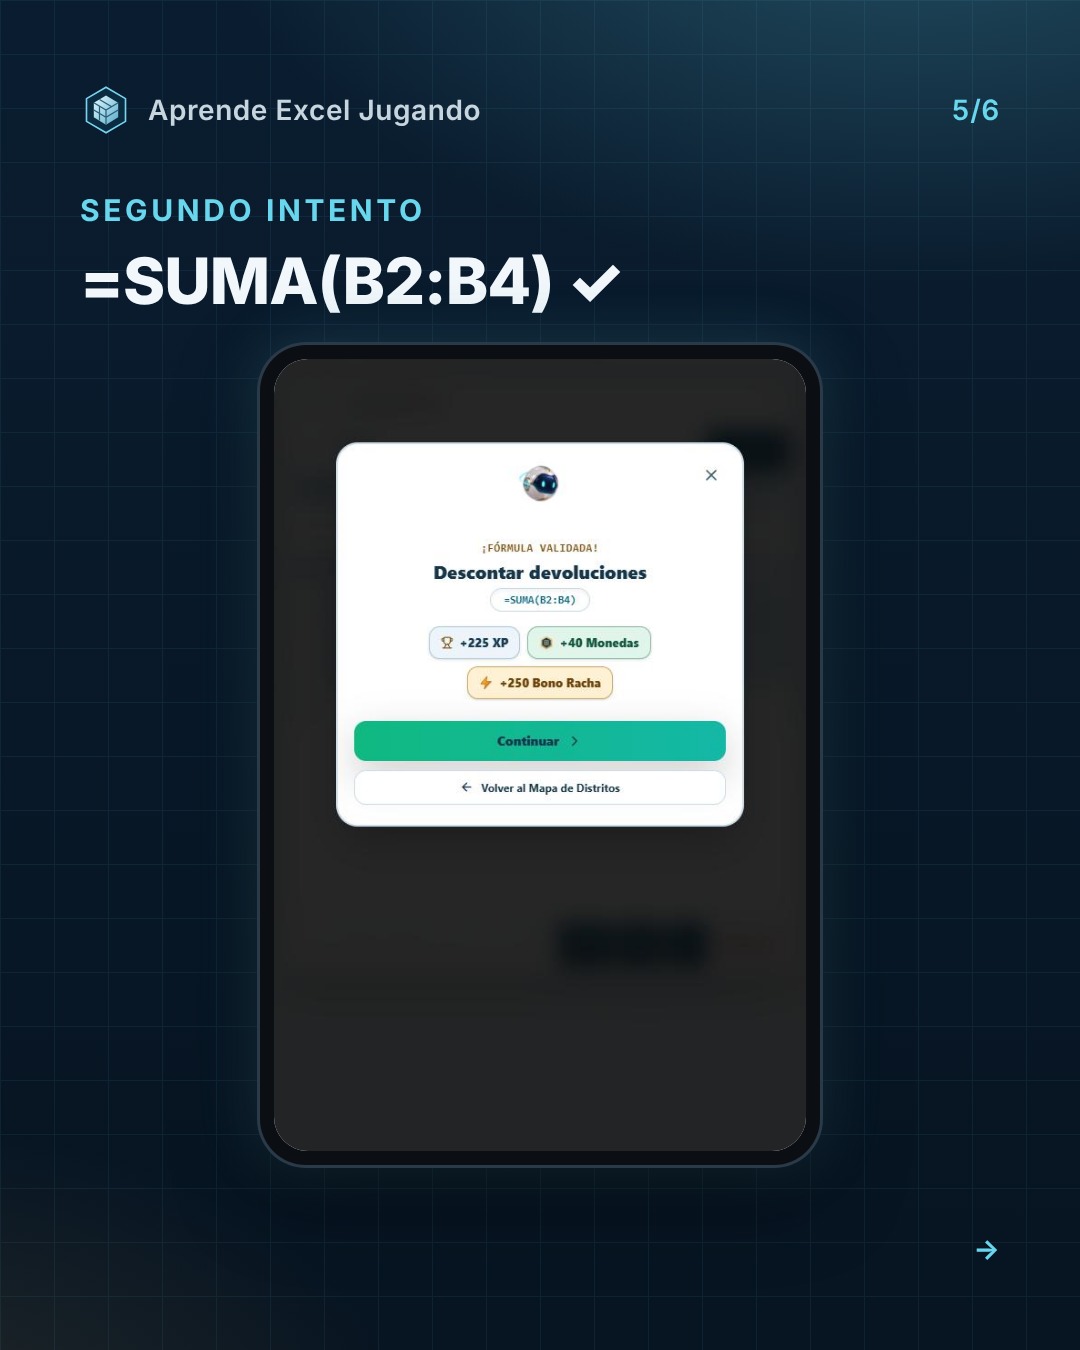 Aprende Excel Jugando
5/6
SEGUNDO INTENTO
=SUMA(B2:B4) ✓
¡FÓRMULA VALIDADA!
Descontar devoluciones
=SUMA(B2:B4)
+225 XP
+40 Monedas
+250 Bono Racha
Continuar
Volver al Mapa de Distritos